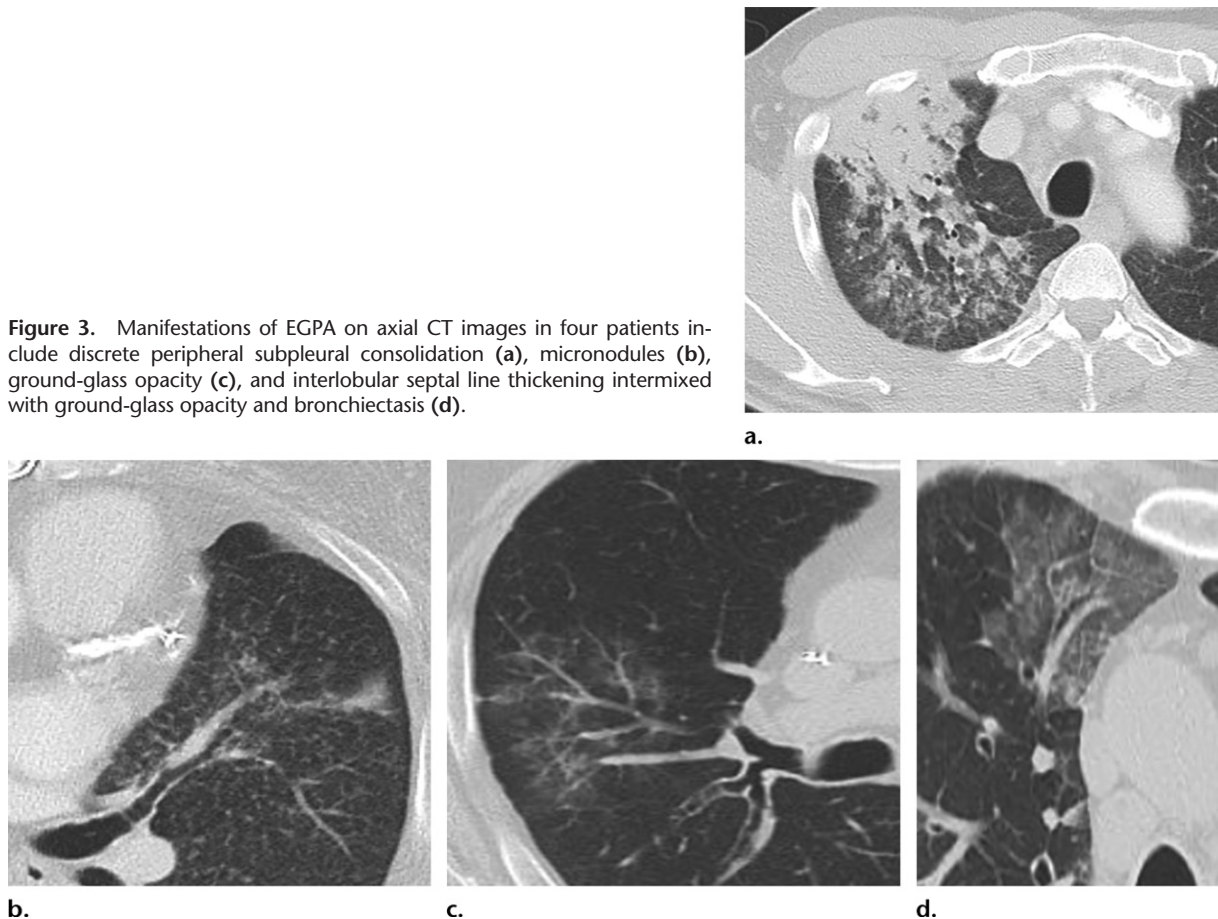 Figure 3. Manifestations of EGPA on axial CT images in four patients in-
clude discrete peripheral subpleural consolidation (a), micronodules (b),
ground-glass opacity (c), and interlobular septal line thickening intermixed
with ground-glass opacity and bronchiectasis (d).
a.
b.
c.
d.